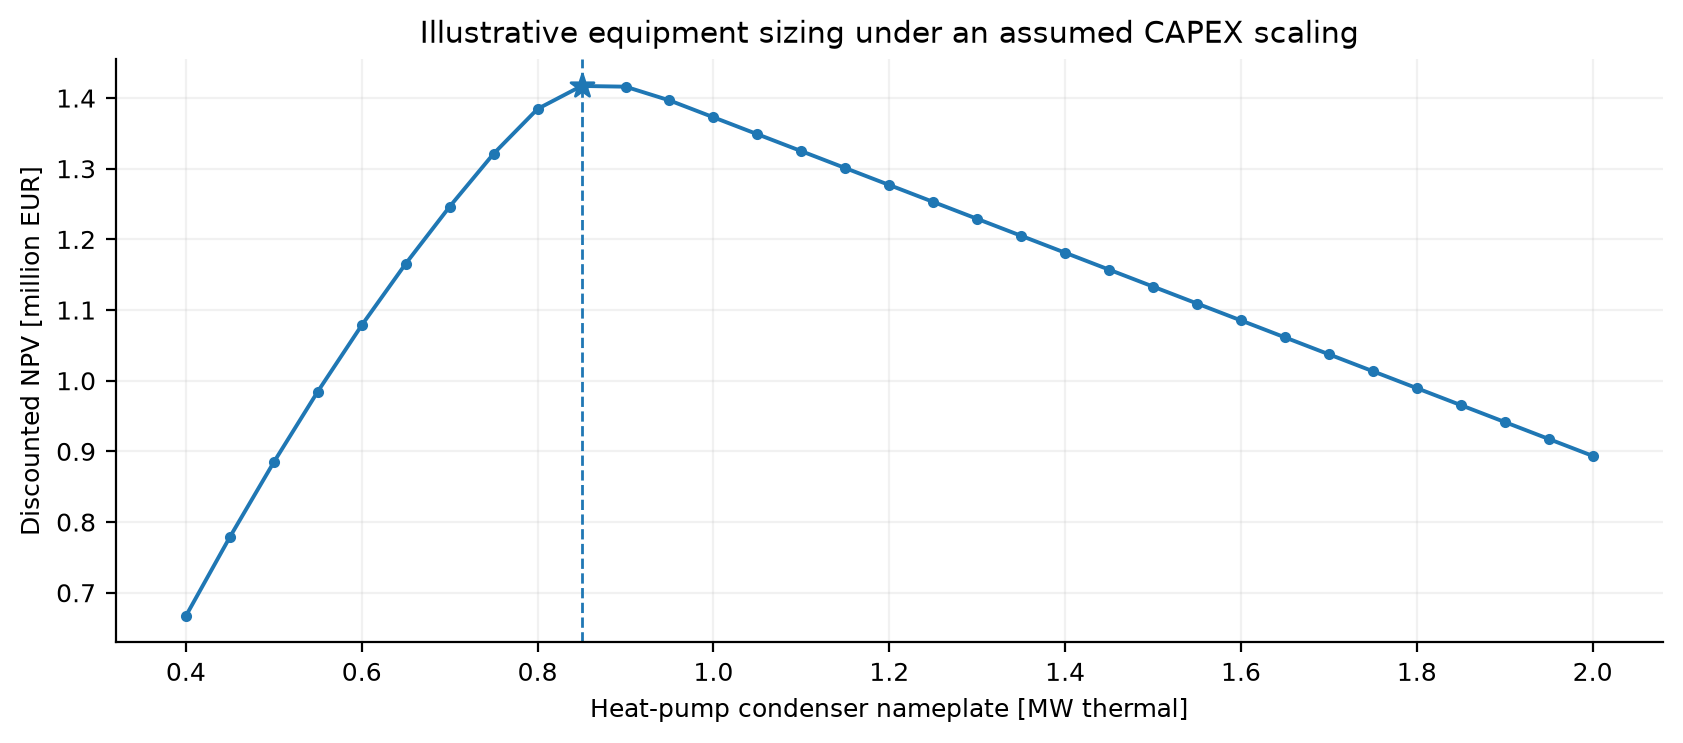 Illustrative equipment sizing under an assumed CAPEX scaling
Discounted NPV [million EUR]
1.4
1.3
1.2
1.1
1.0
0.9
0.8
0.7
0.4 0.6 0.8 1.0 1.2 1.4 1.6 1.8 2.0
Heat-pump condenser nameplate [MW thermal]